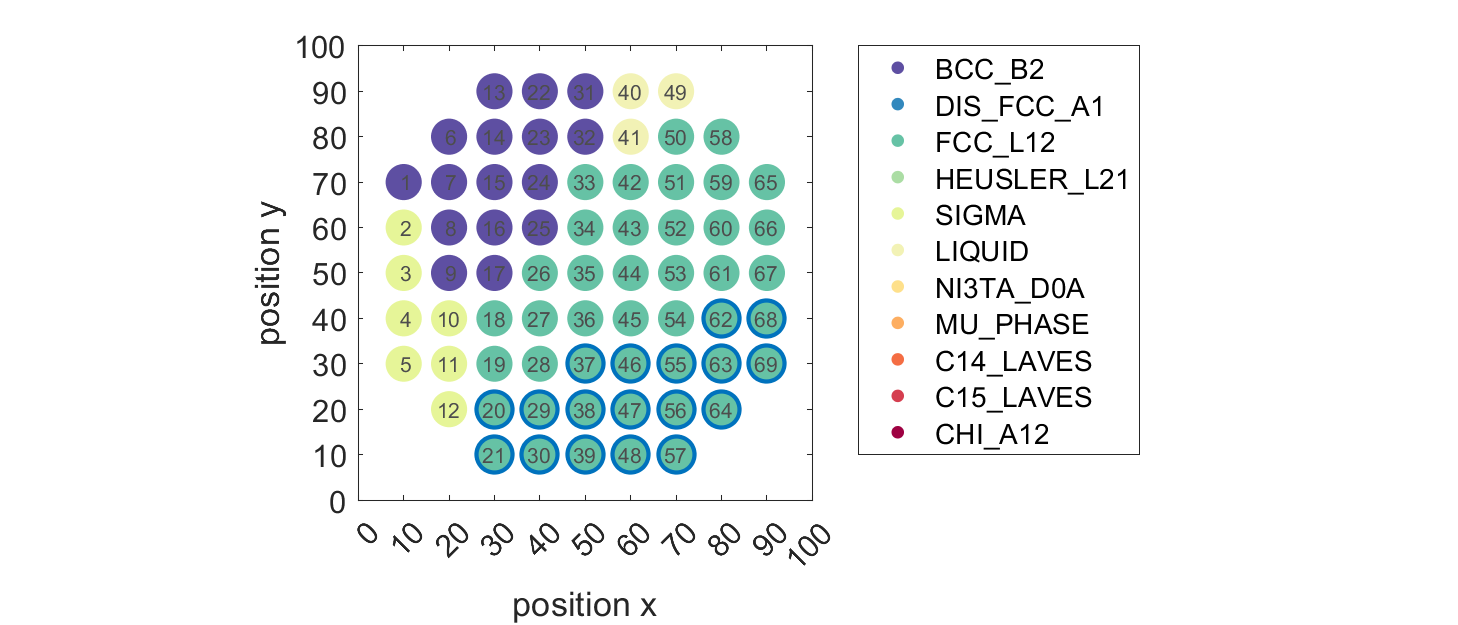 100
90
80
70
60
50
40
30
20
10
0
position y
13 22 31 40 49
6 14 23 32 41 50 58
1 7 15 24 33 42 51 59 65
2 8 16 25 34 43 52 60 66
3 9 17 26 35 44 53 61 67
4 10 18 27 36 45 54 62 68
5 11 19 28 37 46 55 63 69
12 20 29 38 47 56 64
21 30 39 48 57
0 10 20 30 40 50 60 70 80 90 100
position x
BCC_B2
DIS_FCC_A1
FCC_L12
HEUSLER_L21
SIGMA
LIQUID
NI3TA_D0A
MU_PHASE
C14_LAVES
C15_LAVES
CHI_A12